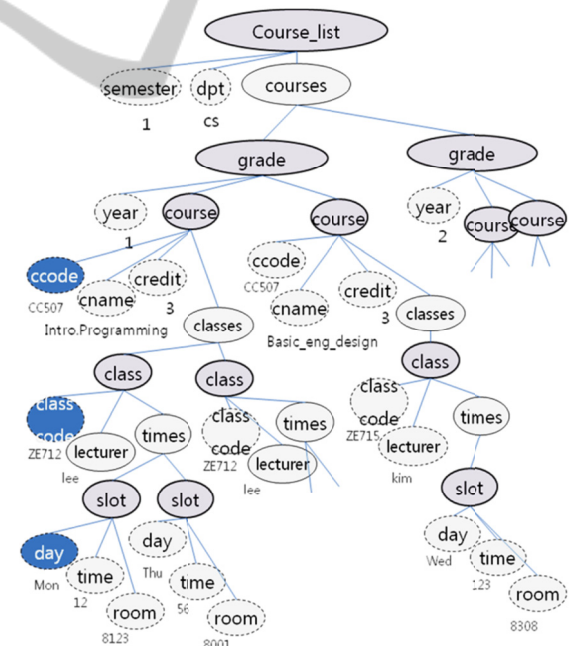 Course_list
semester dpt courses
1 cs
grade grade
year course course year course course
1 2
ccode cname credit ccode cname credit
CC507 3 CC507 3
Intro.Programming classes Basic_eng_design classes
class class class
class code lecturer times class code lecturer times class code lecturer times
ZE712 lee ZE712 lee ZE715 kim
slot slot slot
day time room day time room day time room
Mon 12 8123 Thu 56 8001 Wed 123 8308